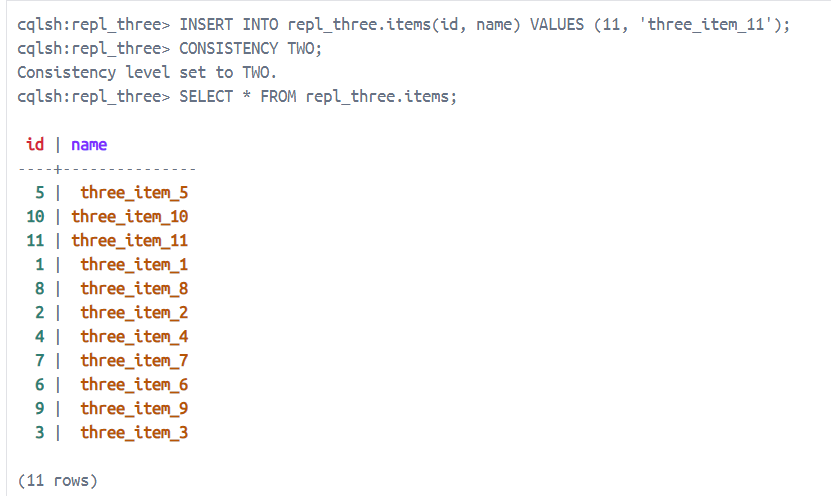 cqlsh:repl_three> INSERT INTO repl_three.items(id, name) VALUES (11, 'three_item_11');
cqlsh:repl_three> CONSISTENCY TWO;
Consistency level set to TWO.
cqlsh:repl_three> SELECT * FROM repl_three.items;

 id | name
----+---------------
  5 |  three_item_5
 10 | three_item_10
 11 | three_item_11
  1 |  three_item_1
  8 |  three_item_8
  2 |  three_item_2
  4 |  three_item_4
  7 |  three_item_7
  6 |  three_item_6
  9 |  three_item_9
  3 |  three_item_3

(11 rows)